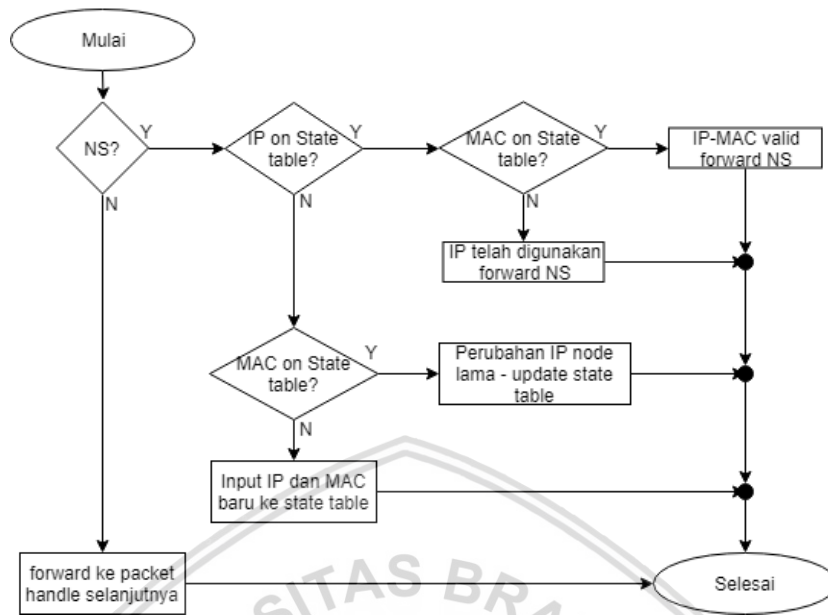 Mulai
NS?
Y
N
IP on State
table?
Y
N
MAC on State
table?
Y
N
IP-MAC valid
forward NS
IP telah digunakan
forward NS
MAC on State
table?
Y
N
Perubahan IP node
lama - update state
table
Input IP dan MAC
baru ke state table
forward ke packet
handle selanjutnya
Selesai
SITAS BRA